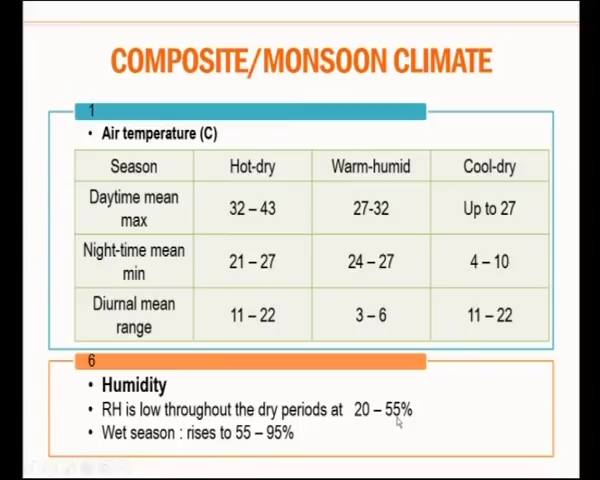 COMPOSITE/MONSOON CLIMATE
1
• Air temperature (C)
Season Hot-dry Warm-humid Cool-dry
Daytime mean max 32 – 43 27-32 Up to 27
Night-time mean min 21 – 27 24 – 27 4 – 10
Diurnal mean range 11 – 22 3 – 6 11 – 22
6
• Humidity
• RH is low throughout the dry periods at 20 – 55%
• Wet season : rises to 55 – 95%